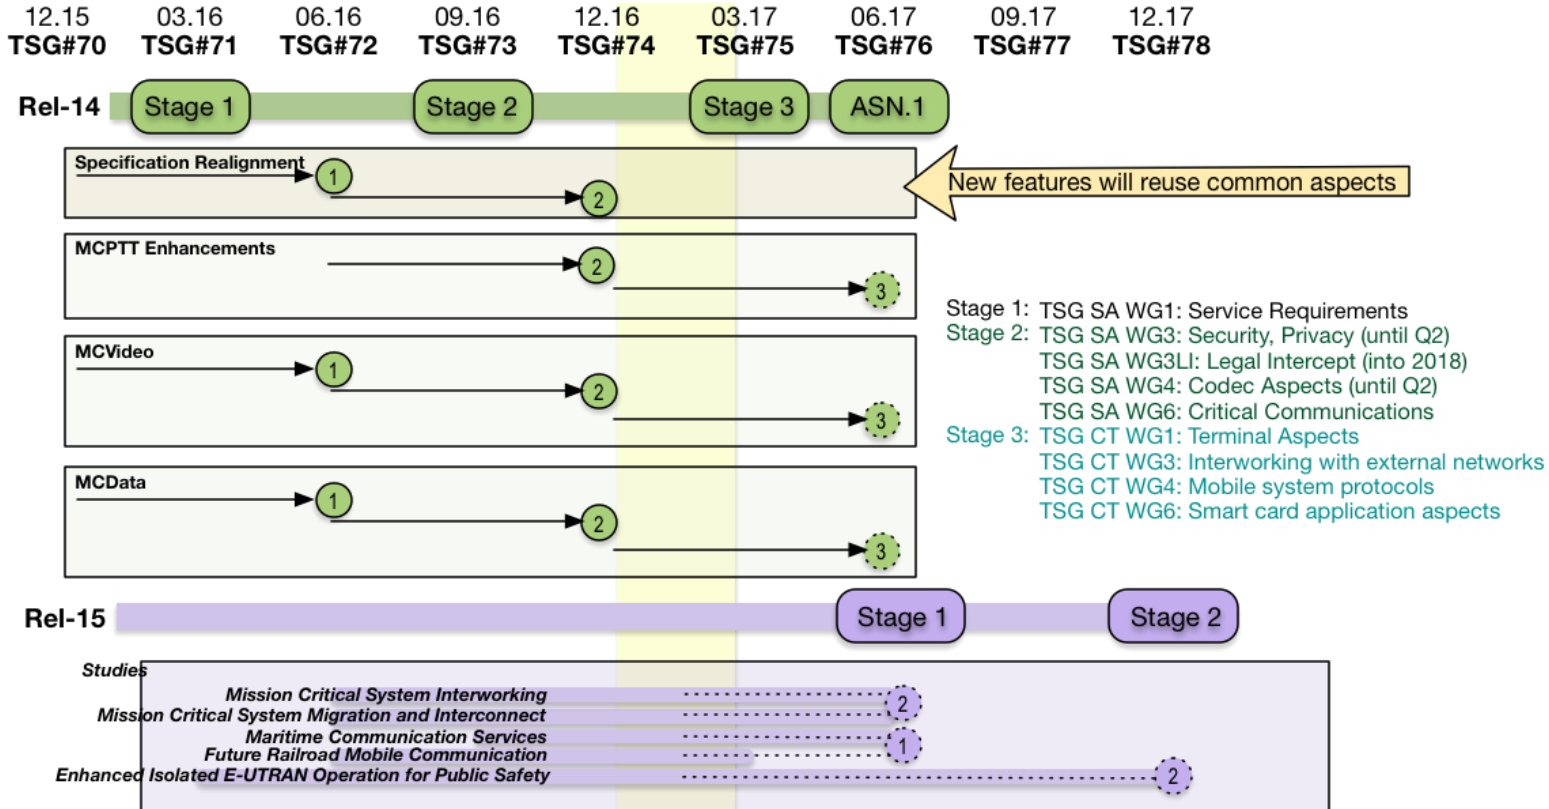 12.15 03.16 06.16 09.16 12.16 03.17 06.17 09.17 12.17
TSG#70 TSG#71 TSG#72 TSG#73 TSG#74 TSG#75 TSG#76 TSG#77 TSG#78
Rel-14 Stage 1 Stage 2 Stage 3 ASN.1
Specification Realignment
1
2
New features will reuse common aspects
MCPTT Enhancements
2
3
MCVideo
1
2
3
MCData
1
2
3
Stage 1: TSG SA WG1: Service Requirements
Stage 2: TSG SA WG3: Security, Privacy (until Q2)
TSG SA WG3LI: Legal Intercept (into 2018)
TSG SA WG4: Codec Aspects (until Q2)
TSG SA WG6: Critical Communications
Stage 3: TSG CT WG1: Terminal Aspects
TSG CT WG3: Interworking with external networks
TSG CT WG4: Mobile system protocols
TSG CT WG6: Smart card application aspects
Rel-15 Stage 1 Stage 2
Studies
Mission Critical System Interworking
2
Mission Critical System Migration and Interconnect
Maritime Communication Services
1
Future Railroad Mobile Communication
Enhanced Isolated E-UTRAN Operation for Public Safety 2